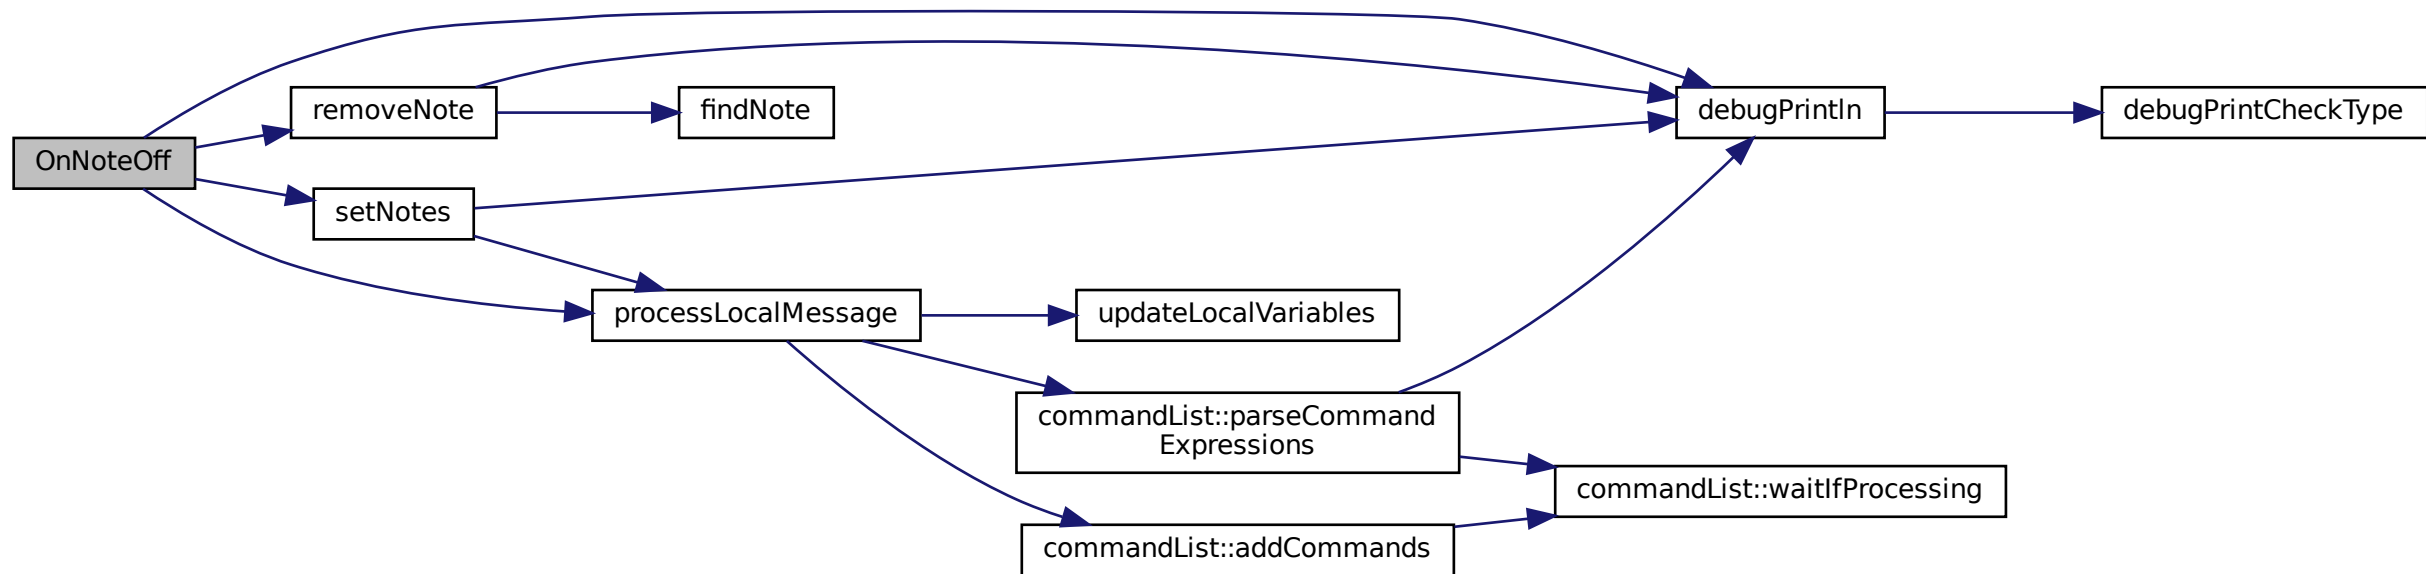 removeNote
findNote
debugPrintln
debugPrintCheckType
OnNoteOff
setNotes
processLocalMessage
updateLocalVariables
commandList::parseCommand
Expressions
commandList::waitIfProcessing
commandList::addCommands